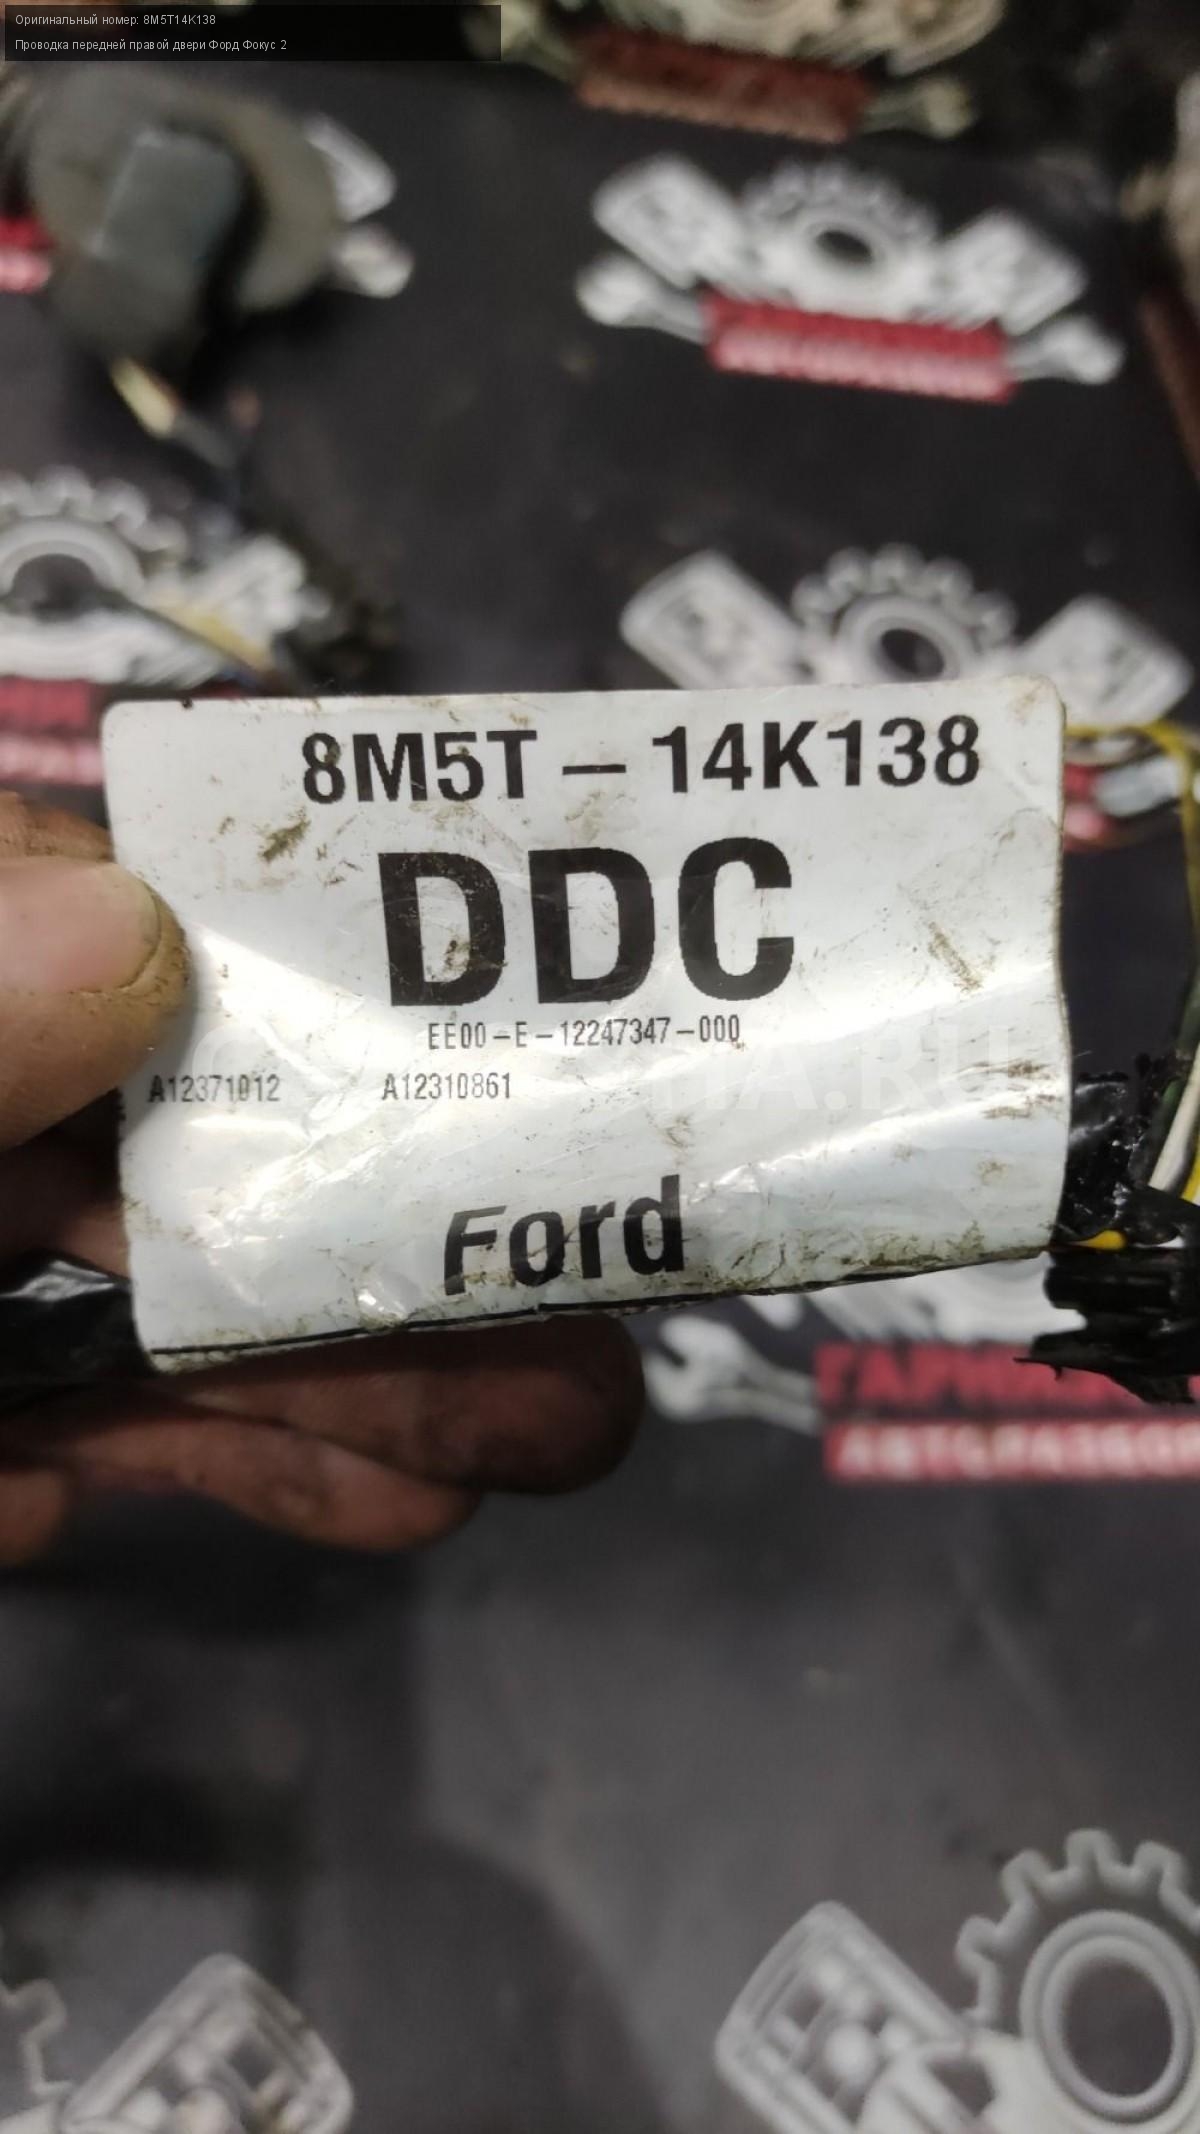 Оригинальный номер: 8M5T14K138
Проводка передней правой двери Форд Фокус 2
8M5T – 14K138
DDC
EE00-E-12247347-000
A12371012 A12310861
Ford